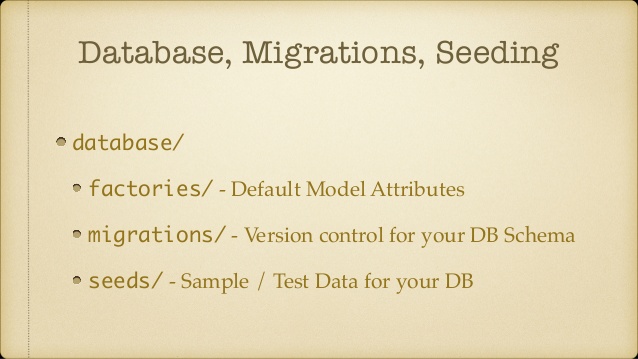 Database, Migrations, Seeding
database/
factories/ - Default Model Attributes
migrations/ - Version control for your DB Schema
seeds/ - Sample / Test Data for your DB